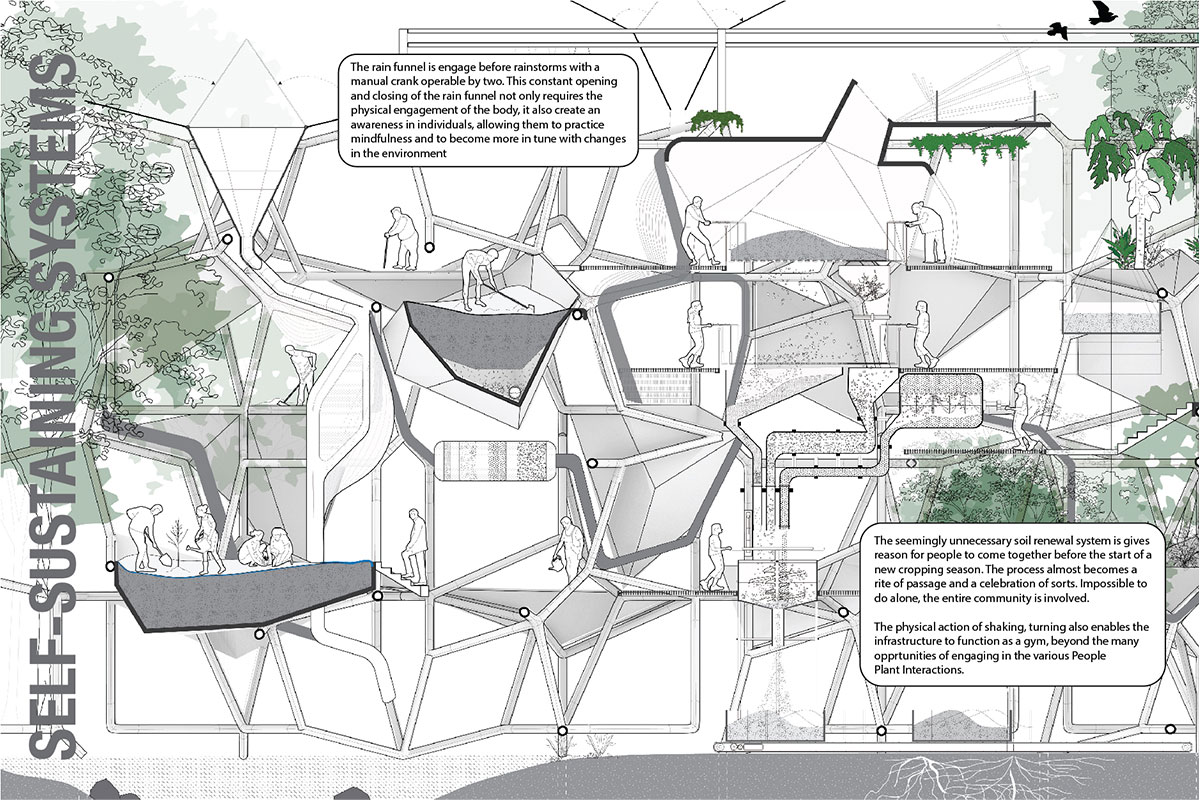 SELF-SUSTAINING SYSTEMS
The rain funnel is engage before rainstorms with a
manual crank operable by two. This constant opening
and closing of the rain funnel not only requires the
physical engagement of the body, it also create an
awareness in individuals, allowing them to practice
mindfulness and to become more in tune with changes
in the environment
The seemingly unnecessary soil renewal system is gives
reason for people to come together before the start of a
new cropping season. The process almost becomes a
rite of passage and a celebration of sorts. Impossible to
do alone, the entire community is involved.
The physical action of shaking, turning also enables the
infrastructure to function as a gym, beyond the many
opprtunities of engaging in the various People
Plant Interactions.